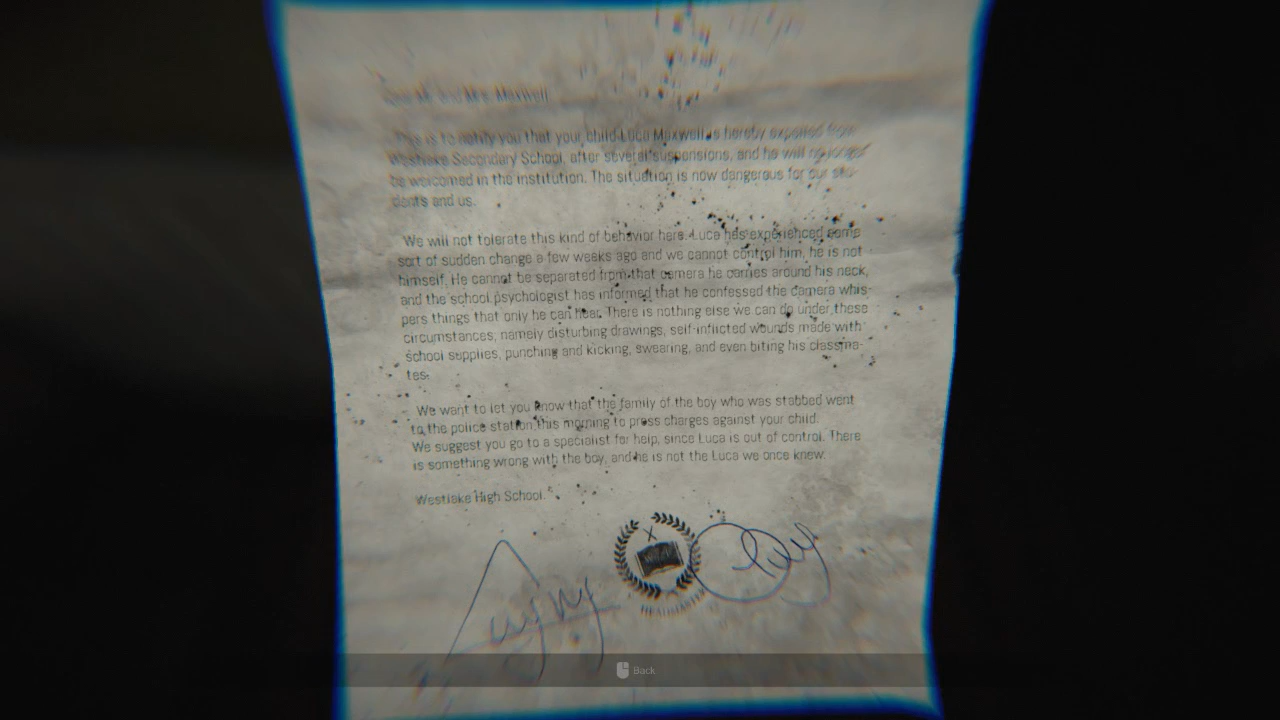 Dear Mr. and Mrs. Maxwell
This is to notify you that your child Luca Maxwell is hereby expelled from
Westlake Secondary School, after several suspensions, and he will no longer
be welcomed in the institution. The situation is now dangerous for our stu-
dents and us.
We will not tolerate this kind of behavior here. Luca has experienced some
sort of sudden change a few weeks ago and we cannot control him, he is not
himself. He cannot be separated from that camera he carries around his neck,
and the school psychologist has informed that he confessed the camera whis-
pers things that only he can hear. There is nothing else we can do under these
circumstances, namely disturbing drawings, self-inflicted wounds made with
school supplies, punching and kicking, swearing, and even biting his classma-
tes.
We want to let you know that the family of the boy who was stabbed went
to the police station this morning to press charges against your child.
We suggest you go to a specialist for help, since Luca is out of control. There
is something wrong with the boy, and he is not the Luca we once knew.
Westlake High School.
HEADMASTER
Back